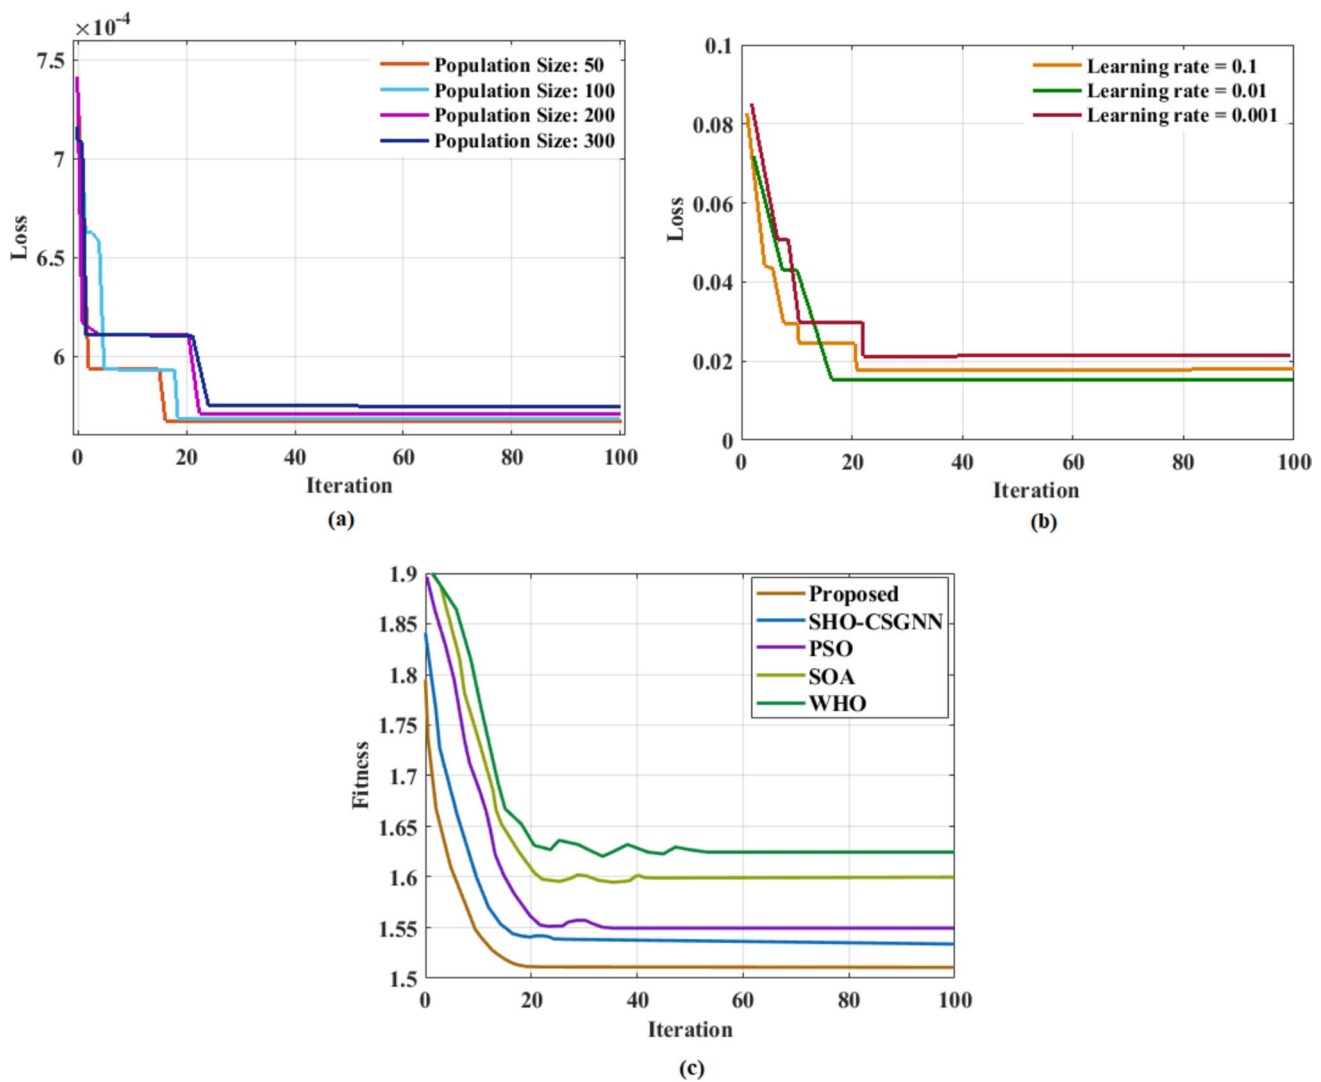 ×10⁻⁴
7.5
7
6.5
6
Loss
Population Size: 50
Population Size: 100
Population Size: 200
Population Size: 300
0 20 40 60 80 100
Iteration
(a)
0.1
0.08
0.06
0.04
0.02
0
Loss
Learning rate = 0.1
Learning rate = 0.01
Learning rate = 0.001
0 20 40 60 80 100
Iteration
(b)
1.9
1.85
1.8
1.75
1.7
1.65
1.6
1.55
1.5
Fitness
Proposed
SHO-CSGNN
PSO
SOA
WHO
0 20 40 60 80 100
Iteration
(c)